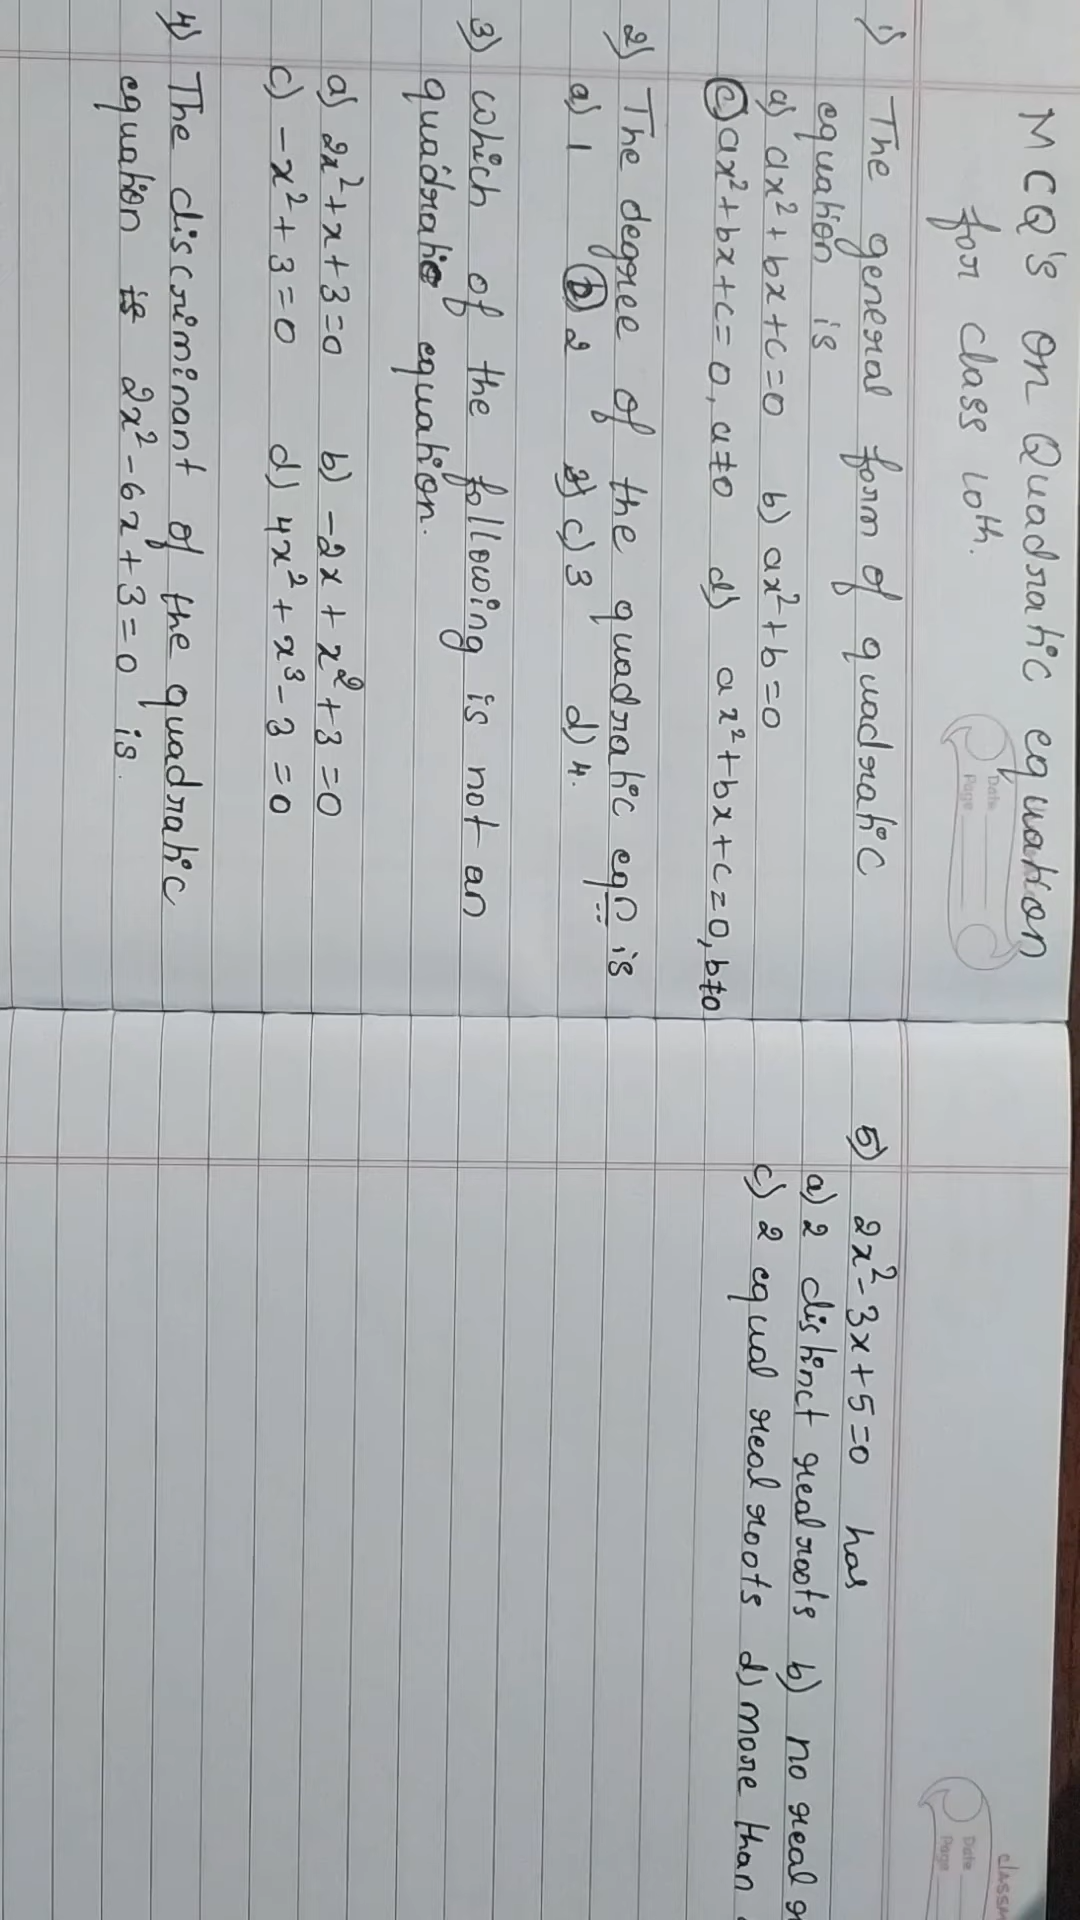 MCQ's on Quadratic equation
for class 10th.
Date
Page
1) The general form of quadratic
equation is
a) ax²+bx+c=0 b) ax²+b=0
c) ax²+bx+c=0, a≠0 d) ax²+bx+c=0, b≠0
2) The degree of the quadratic eqn is
a) 1 b) 2 c) 3 d) 4.
3) which of the following is not an
quadratic equation.
a) 2x²+x+3=0 b) -2x+x²+3=0
c) -x²+3=0 d) 4x²+x³-3=0
4) The discriminant of the quadratic
equation is 2x²-6x+3=0 is.
Date
Page
5) 2x²-3x+5=0 has
a) 2 distinct real roots b) no real
c) 2 equal real roots d) more than